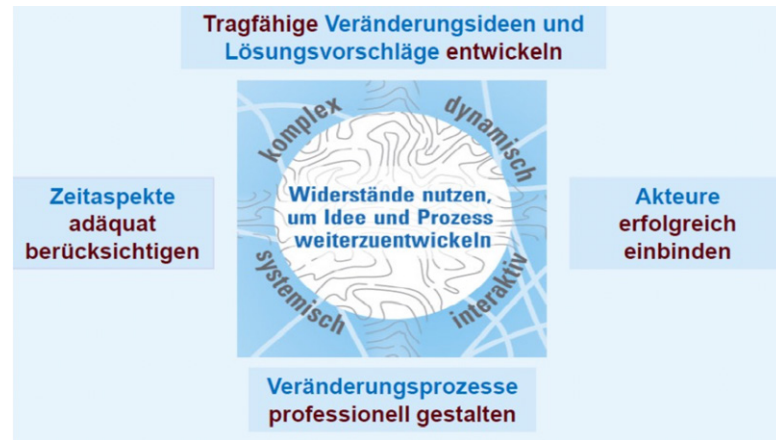 Tragfähige Veränderungsideen und
Lösungsvorschläge entwickeln
komplex
dynamisch
Zeitaspekte
adäquat
berücksichtigen
Widerstände nutzen,
um Idee und Prozess
weiterzuentwickeln
Akteure
erfolgreich
einbinden
systemisch
interaktiv
Veränderungsprozesse
professionell gestalten